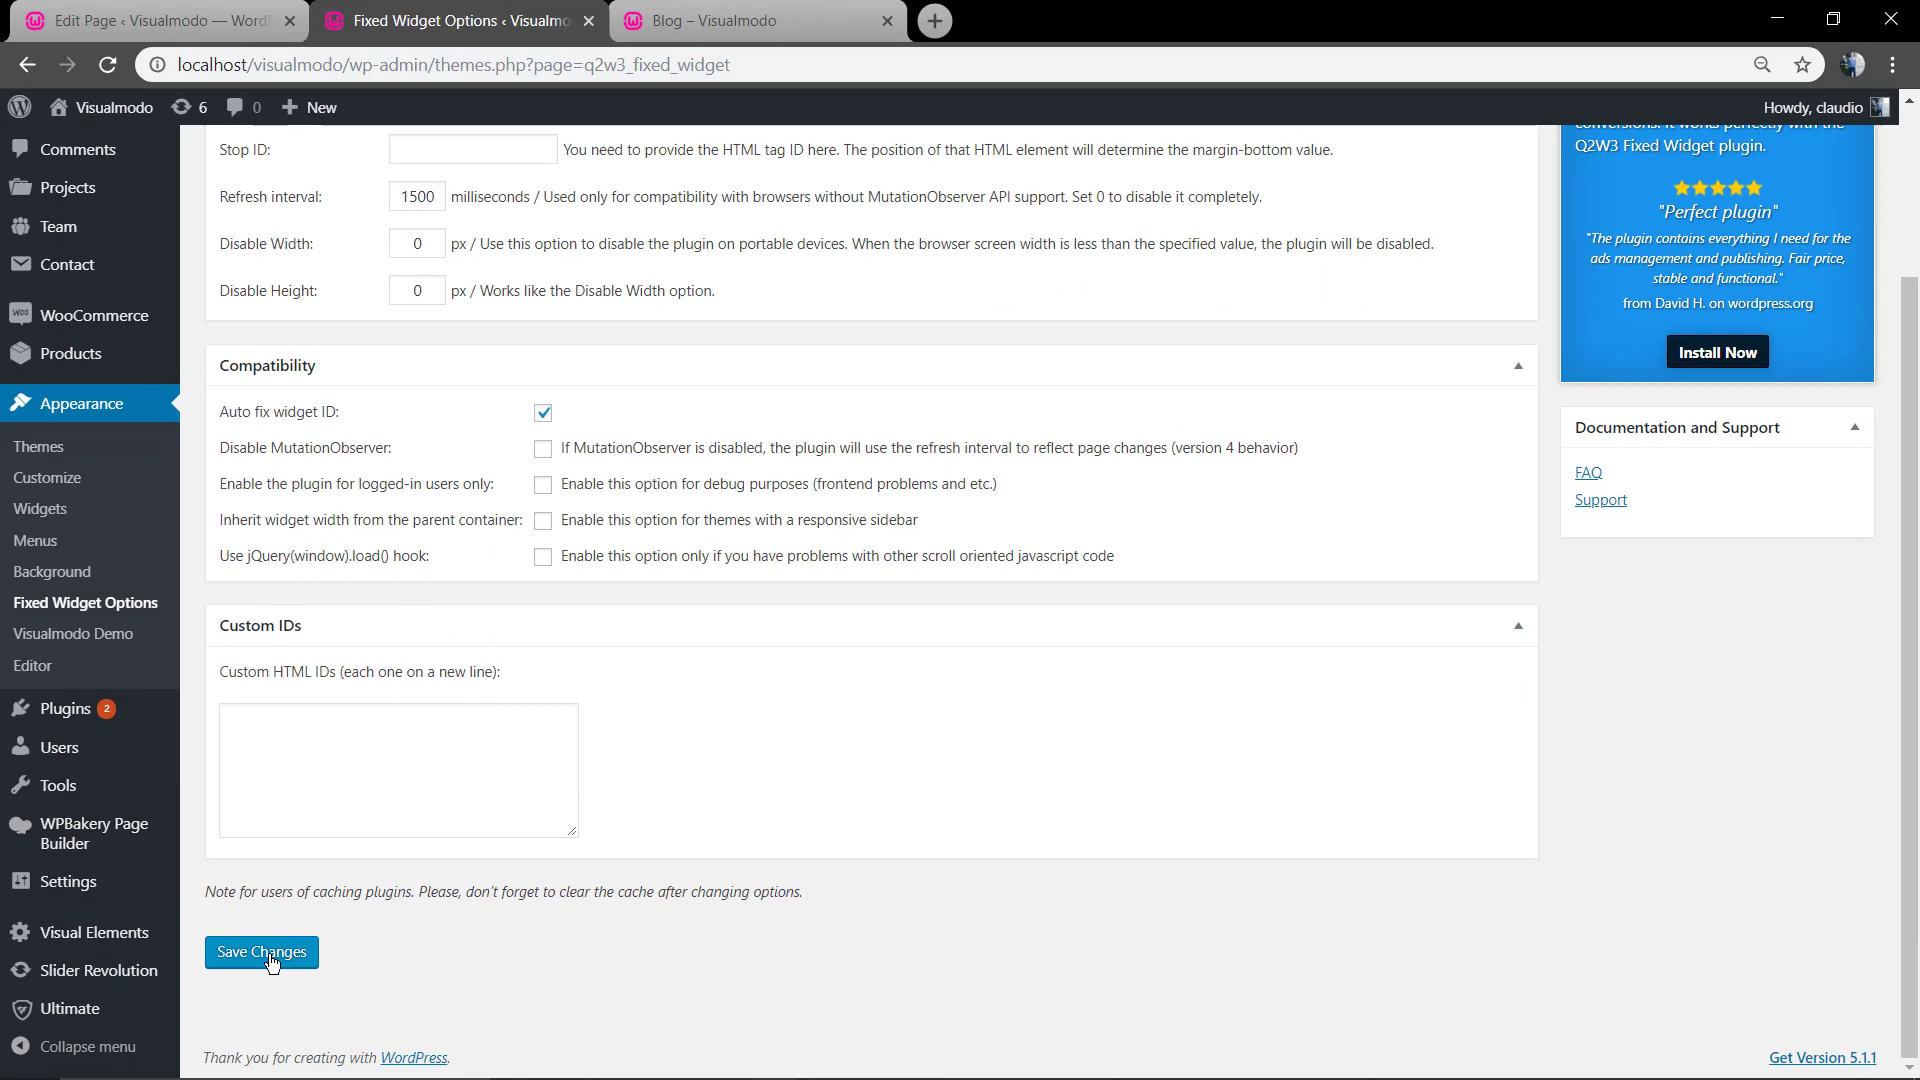 Edit Page ‹ Visualmodo — WordP
Fixed Widget Options ‹ Visualmo
Blog – Visualmodo
localhost/visualmodo/wp-admin/themes.php?page=q2w3_fixed_widget
Visualmodo
6
0
New
Howdy, claudio
Comments
Projects
Team
Contact
WooCommerce
Products
Appearance
Themes
Customize
Widgets
Menus
Background
Fixed Widget Options
Visualmodo Demo
Editor
Plugins 2
Users
Tools
WPBakery Page
Builder
Settings
Visual Elements
Slider Revolution
Ultimate
Collapse menu
Stop ID: You need to provide the HTML tag ID here. The position of that HTML element will determine the margin-bottom value.
Refresh interval: 1500 milliseconds / Used only for compatibility with browsers without MutationObserver API support. Set 0 to disable it completely.
Disable Width: 0 px / Use this option to disable the plugin on portable devices. When the browser screen width is less than the specified value, the plugin will be disabled.
Disable Height: 0 px / Works like the Disable Width option.
Compatibility
Auto fix widget ID:
Disable MutationObserver: If MutationObserver is disabled, the plugin will use the refresh interval to reflect page changes (version 4 behavior)
Enable the plugin for logged-in users only: Enable this option for debug purposes (frontend problems and etc.)
Inherit widget width from the parent container: Enable this option for themes with a responsive sidebar
Use jQuery(window).load() hook: Enable this option only if you have problems with other scroll oriented javascript code
Custom IDs
Custom HTML IDs (each one on a new line):
Note for users of caching plugins. Please, don't forget to clear the cache after changing options.
Save Changes
Thank you for creating with WordPress.
Get Version 5.1.1
conversions. It works perfectly with the
Q2W3 Fixed Widget plugin.
"Perfect plugin"
"The plugin contains everything I need for the
ads management and publishing. Fair price,
stable and functional."
from David H. on wordpress.org
Install Now
Documentation and Support
FAQ
Support